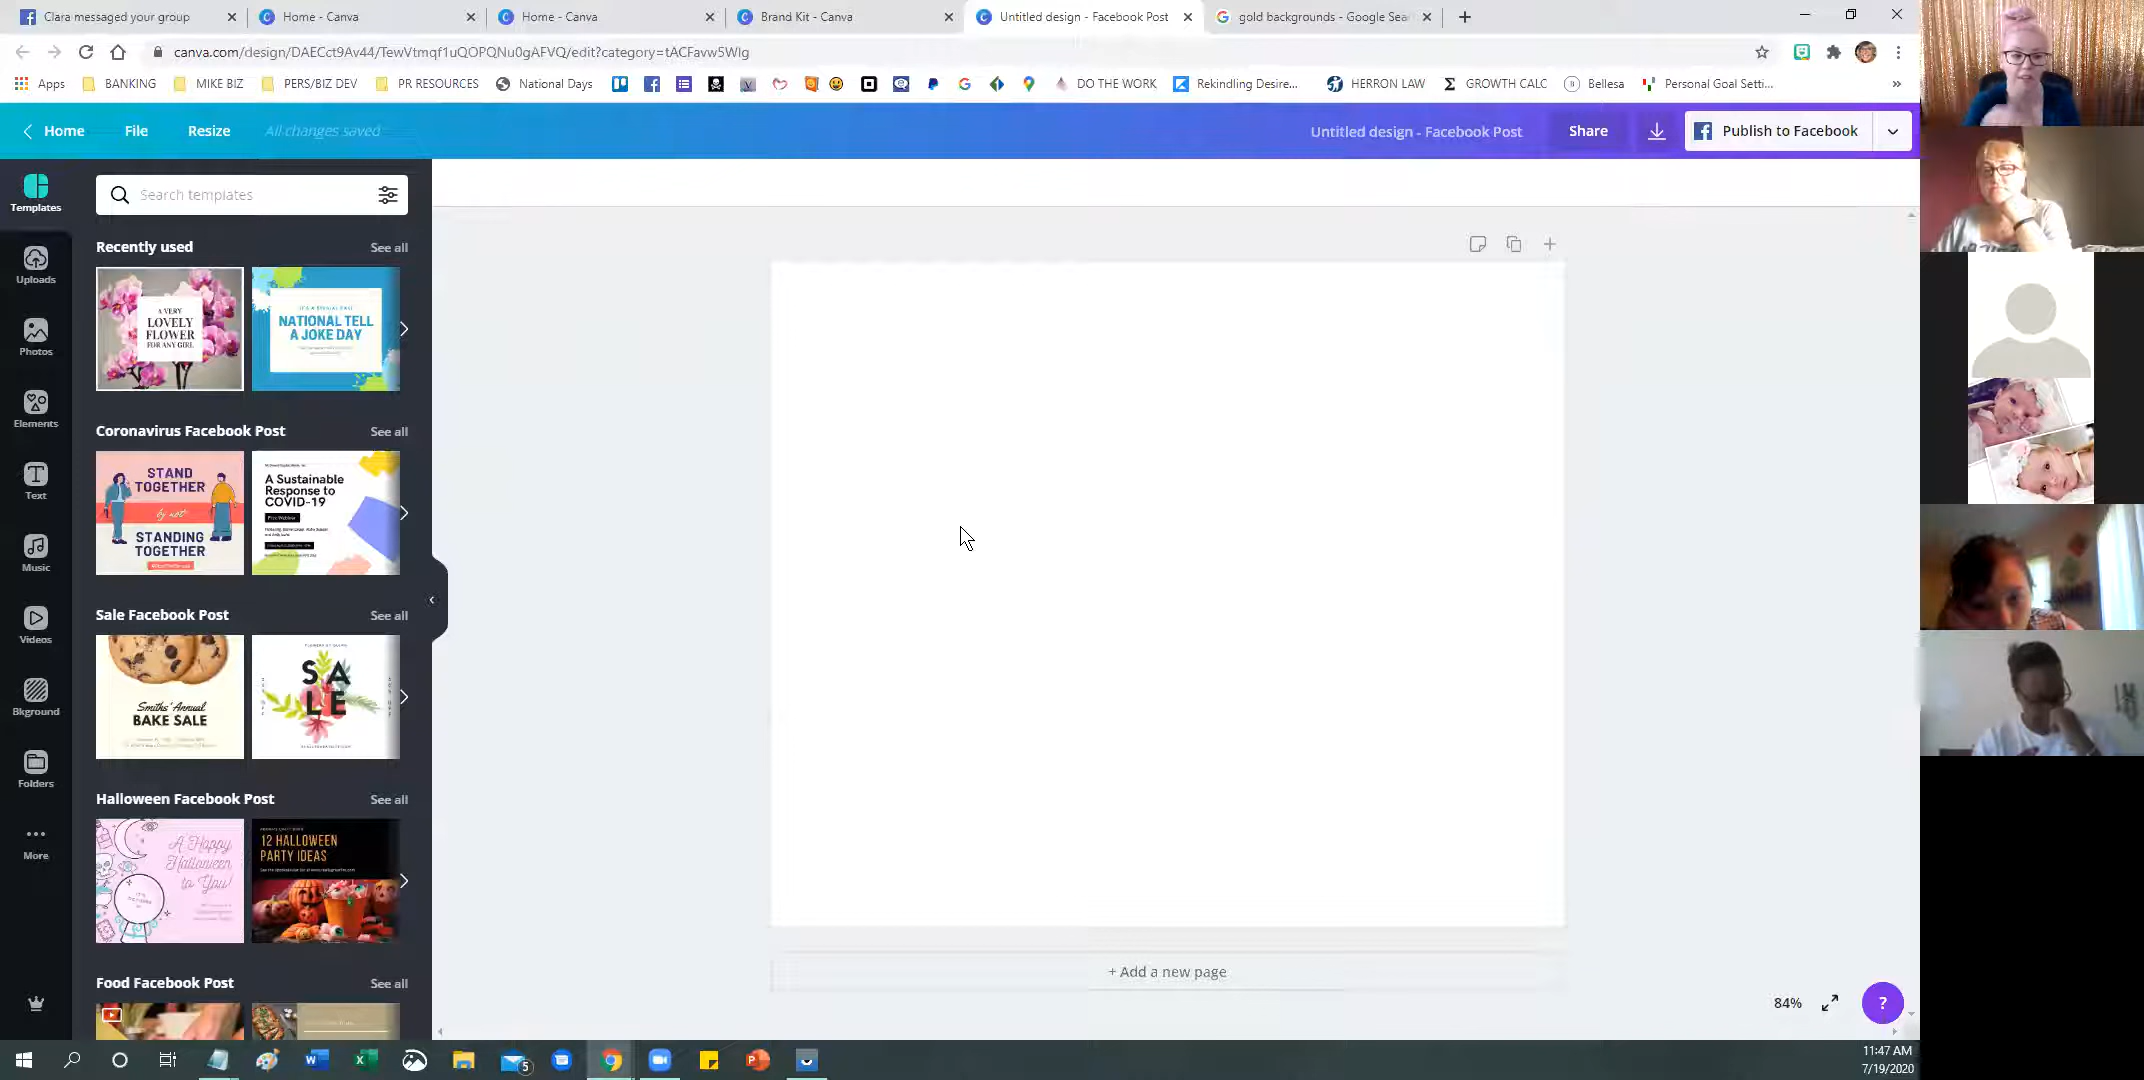 Clara messaged your group
Home - Canva
Home - Canva
Brand Kit - Canva
Untitled design - Facebook Post
gold backgrounds - Google Sear
canva.com/design/DAECct9Av44/TewVtmqf1uQOPQNu0gAFVQ/edit?category=tACFavw5WIg
Apps
BANKING
MIKE BIZ
PERS/BIZ DEV
PR RESOURCES
National Days
DO THE WORK
Rekindling Desire...
HERRON LAW
GROWTH CALC
Bellesa
Personal Goal Setti...
Home
File
Resize
All changes saved
Untitled design - Facebook Post
Share
Publish to Facebook
Templates
Uploads
Photos
Elements
Text
Music
Videos
Bkground
Folders
More
Search templates
Recently used
See all
A VERY
LOVELY
FLOWER
FOR ANY GIRL
NATIONAL TELL
A JOKE DAY
Coronavirus Facebook Post
See all
STAND
TOGETHER
by not
STANDING
TOGETHER
A Sustainable
Response to
COVID-19
Sale Facebook Post
See all
Smiths' Annual
BAKE SALE
SA
LE
Halloween Facebook Post
See all
A Happy
Halloween
to You!
12 HALLOWEEN
PARTY IDEAS
Food Facebook Post
See all
+ Add a new page
84%
?
5
11:47 AM
7/19/2020